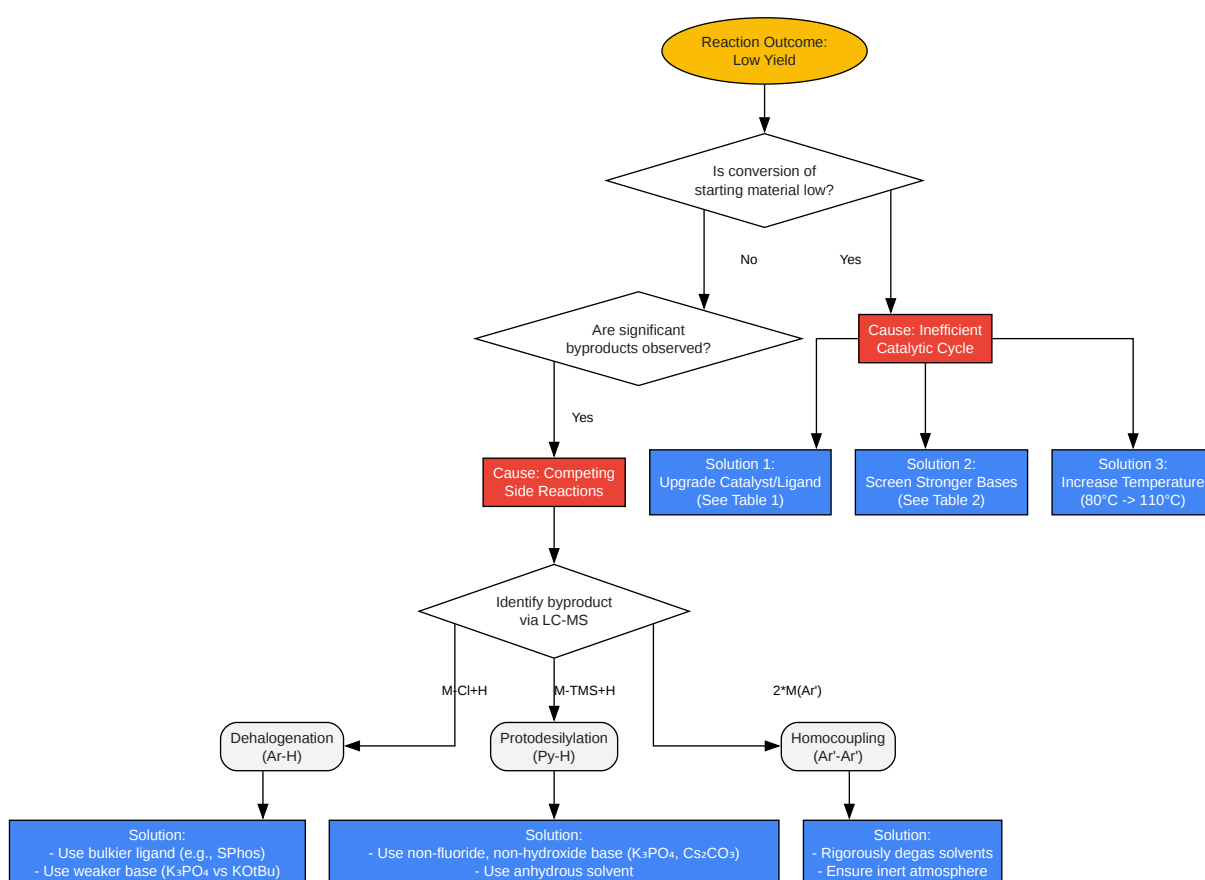 Reaction Outcome:
Low Yield
Is conversion of
starting material low?
No
Yes
Are significant
byproducts observed?
Cause: Inefficient
Catalytic Cycle
Yes
Cause: Competing
Side Reactions
Solution 1:
Upgrade Catalyst/Ligand
(See Table 1)
Solution 2:
Screen Stronger Bases
(See Table 2)
Solution 3:
Increase Temperature
(80°C -> 110°C)
Identify byproduct
via LC-MS
M-Cl+H
M-TMS+H
2*M(Ar')
Dehalogenation
(Ar-H)
Protodesilylation
(Py-H)
Homocoupling
(Ar'-Ar')
Solution:
- Use bulkier ligand (e.g., SPhos)
- Use weaker base (K₃PO₄ vs KOtBu)
Solution:
- Use non-fluoride, non-hydroxide base (K₃PO₄, Cs₂CO₃)
- Use anhydrous solvent
Solution:
- Rigorously degas solvents
- Ensure inert atmosphere